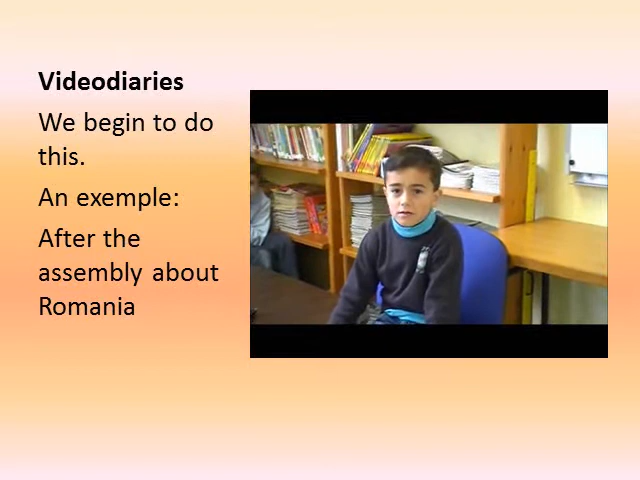 Videodiaries
We begin to do
this.
An exemple:
After the
assembly about
Romania